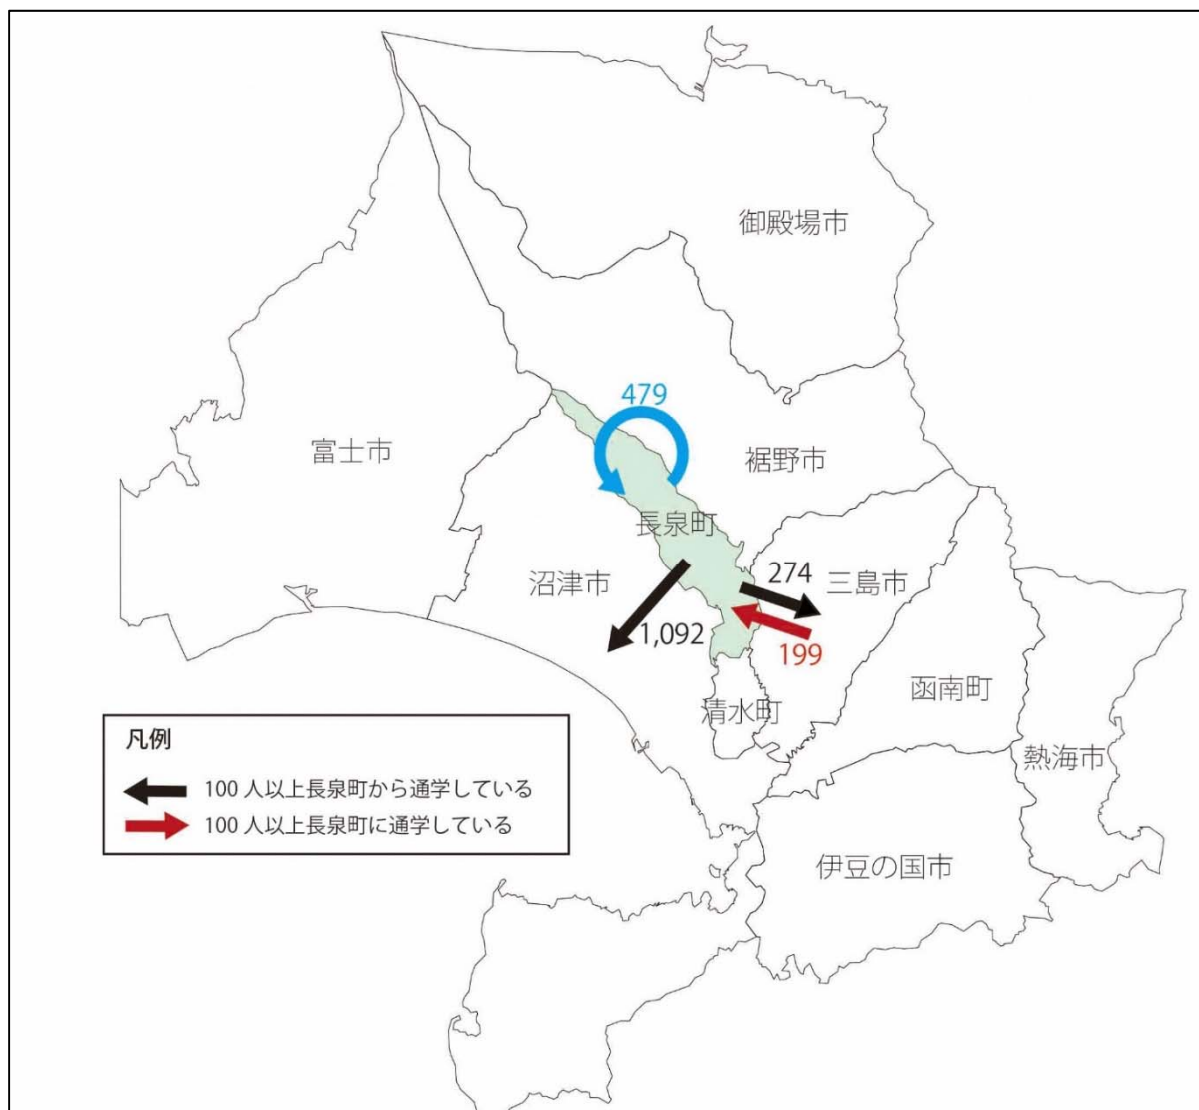 御殿場市
479
富士市
裾野市
長泉町
274
沼津市
三島市
1,092
199
函南町
清水町
熱海市
凡例
100 人以上長泉町から通学している
100 人以上長泉町に通学している
伊豆の国市